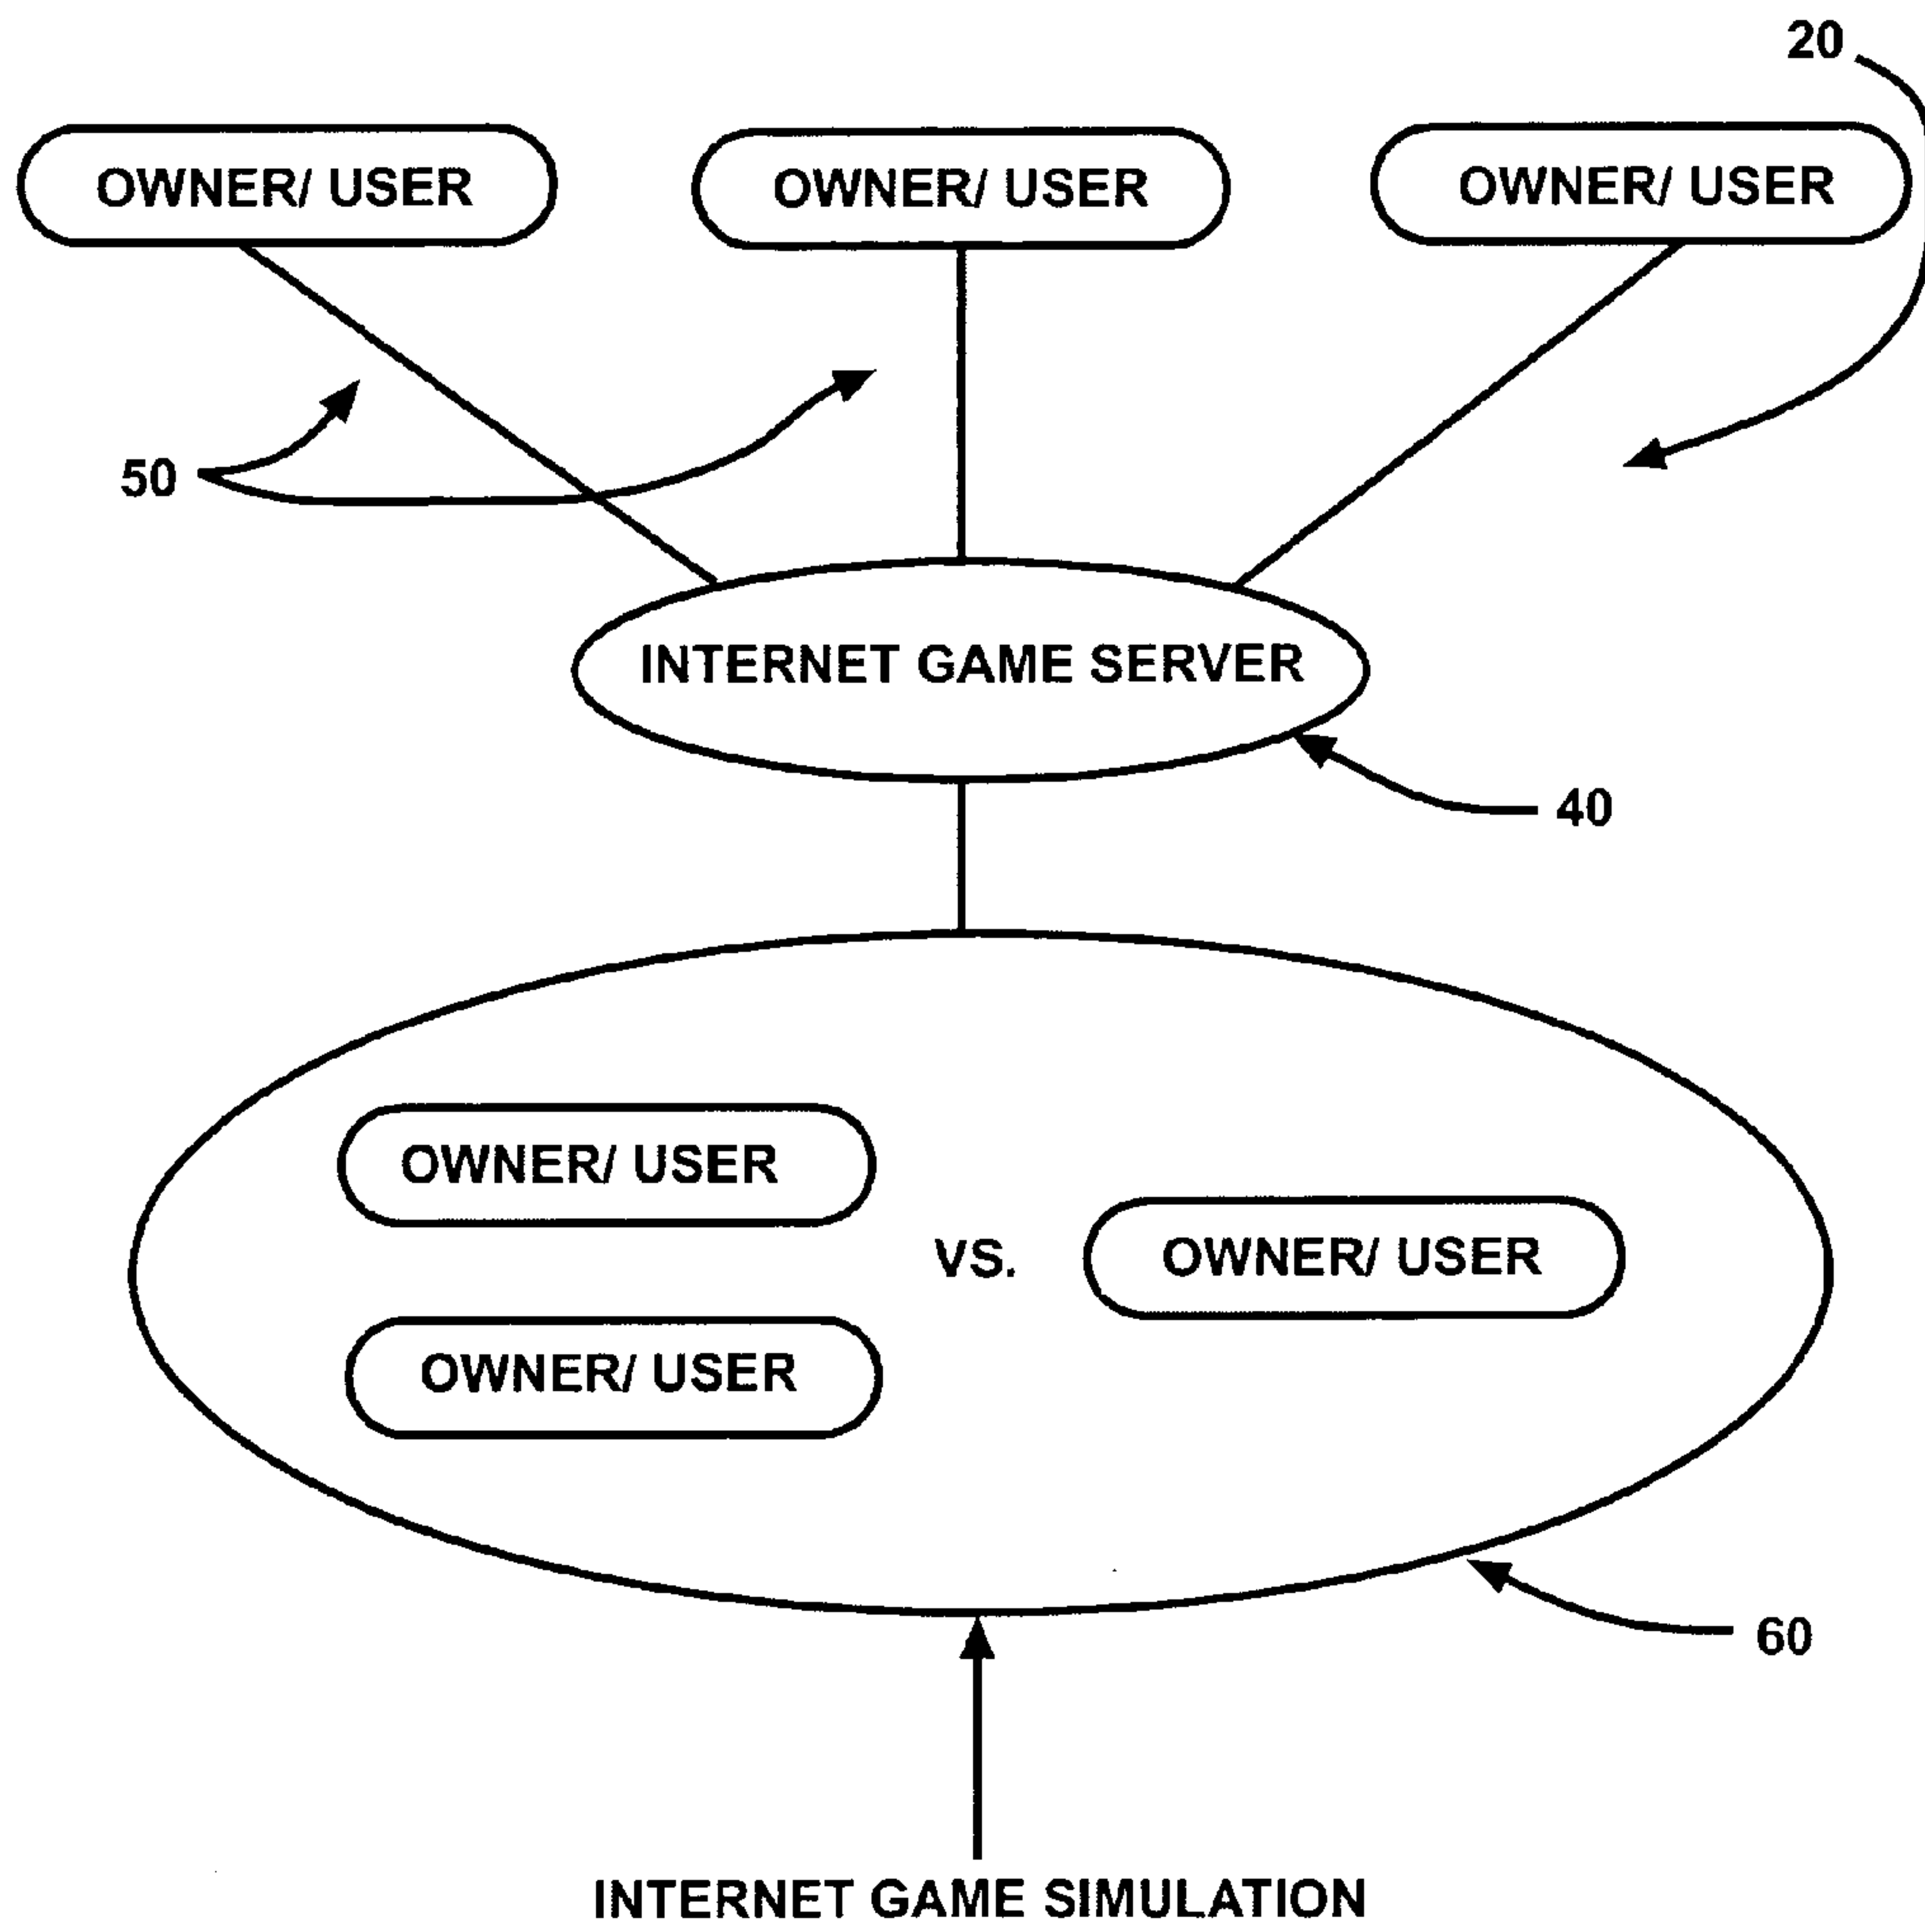 20
OWNER/ USER
OWNER/ USER
OWNER/ USER
50
INTERNET GAME SERVER
40
OWNER/ USER
VS.
OWNER/ USER
OWNER/ USER
60
INTERNET GAME SIMULATION